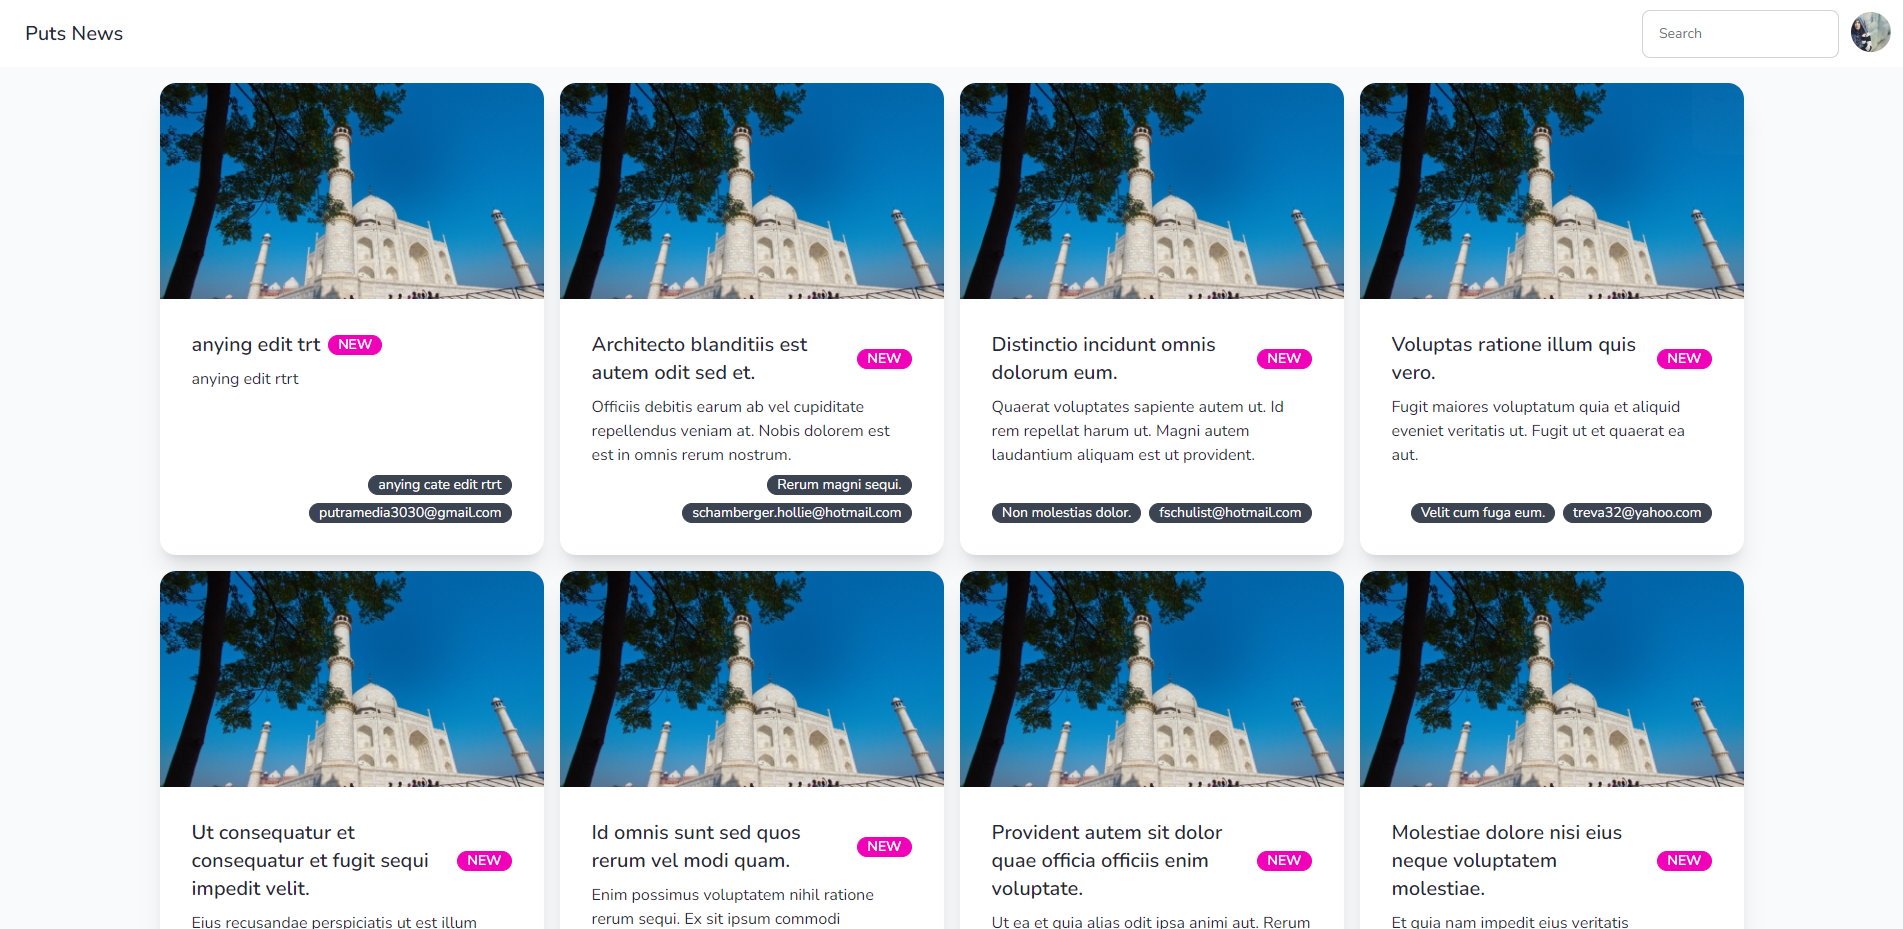 Puts News
Search
anying edit trt NEW
anying edit rtrt
anying cate edit rtrt
putramedia3030@gmail.com
Architecto blanditiis est
autem odit sed et.
NEW
Officiis debitis earum ab vel cupiditate
repellendus veniam at. Nobis dolorem est
est in omnis rerum nostrum.
Rerum magni sequi.
schamberger.hollie@hotmail.com
Distinctio incidunt omnis
dolorum eum.
NEW
Quaerat voluptates sapiente autem ut. Id
rem repellat harum ut. Magni autem
laudantium aliquam est ut provident.
Non molestias dolor. fschulist@hotmail.com
Voluptas ratione illum quis
vero.
NEW
Fugit maiores voluptatum quia et aliquid
eveniet veritatis ut. Fugit ut et quaerat ea
aut.
Velit cum fuga eum. treva32@yahoo.com
Ut consequatur et
consequatur et fugit sequi
impedit velit.
NEW
Eius recusandae perspiciatis ut est illum
Id omnis sunt sed quos
rerum vel modi quam.
NEW
Enim possimus voluptatem nihil ratione
rerum sequi. Ex sit ipsum commodi
Provident autem sit dolor
quae officia officiis enim
voluptate.
NEW
Ut ea et quia alias odit ipsa animi aut. Rerum
Molestiae dolore nisi eius
neque voluptatem
molestiae.
NEW
Et quia nam impedit eius veritatis